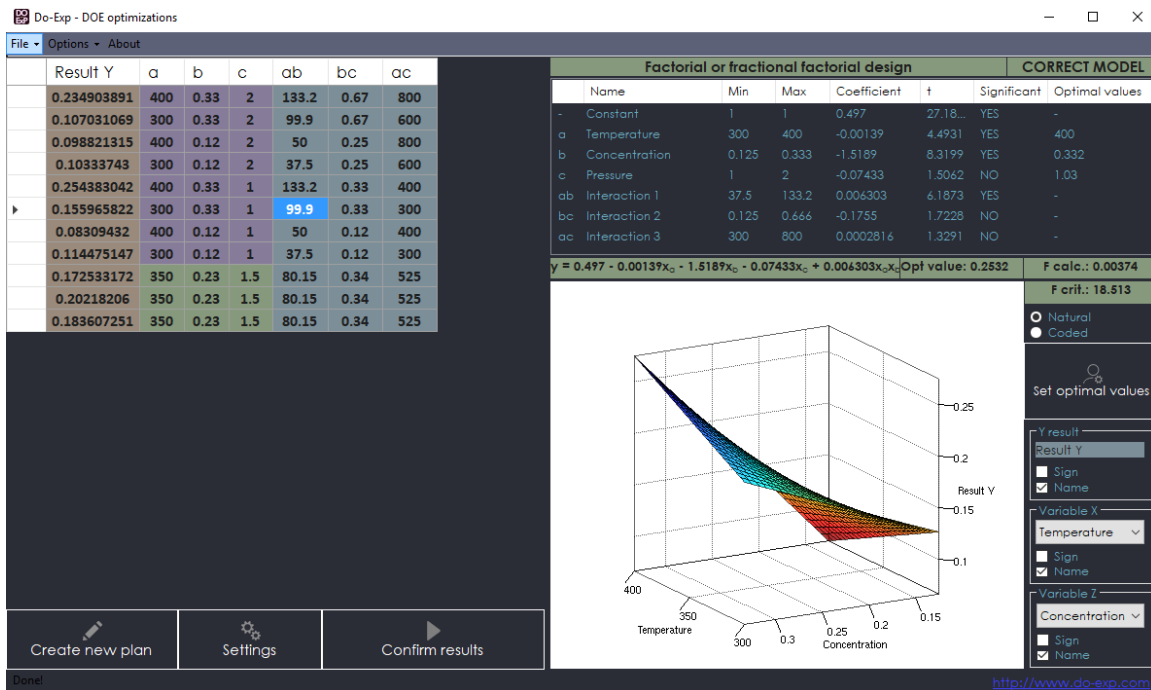 DO EXP Do-Exp - DOE optimizations
File Options About
Result Y a b c ab bc ac
0.234903891 400 0.33 2 133.2 0.67 800
0.107031069 300 0.33 2 99.9 0.67 600
0.098821315 400 0.12 2 50 0.25 800
0.10333743 300 0.12 2 37.5 0.25 600
0.254383042 400 0.33 1 133.2 0.33 400
0.155965822 300 0.33 1 99.9 0.33 300
0.08309432 400 0.12 1 50 0.12 400
0.114475147 300 0.12 1 37.5 0.12 300
0.172533172 350 0.23 1.5 80.15 0.34 525
0.20218206 350 0.23 1.5 80.15 0.34 525
0.183607251 350 0.23 1.5 80.15 0.34 525
Create new plan
Settings
Confirm results
Done!
Factorial or fractional factorial design
CORRECT MODEL
Name Min Max Coefficient t Significant Optimal values
- Constant 1 1 0.497 27.18... YES -
a Temperature 300 400 -0.00139 4.4931 YES 400
b Concentration 0.125 0.333 -1.5189 8.3199 YES 0.332
c Pressure 1 2 -0.07433 1.5062 NO 1.03
ab Interaction 1 37.5 133.2 0.006303 6.1873 YES -
bc Interaction 2 0.125 0.666 -0.1755 1.7228 NO -
ac Interaction 3 300 800 0.0002816 1.3291 NO -
y = 0.497 - 0.00139xₐ - 1.5189x_b - 0.07433x_c + 0.006303xₐx
Opt value: 0.2532
F calc.: 0.00374
F crit.: 18.513
Natural
Coded
Set optimal values
Y result
Result Y
Sign
Name
Variable X
Temperature
Sign
Name
Variable Z
Concentration
Sign
Name
0.25
0.2
Result Y
0.15
0.1
400
350
Temperature
300
0.3
0.25
Concentration
0.2
0.15
http://www.do-exp.com